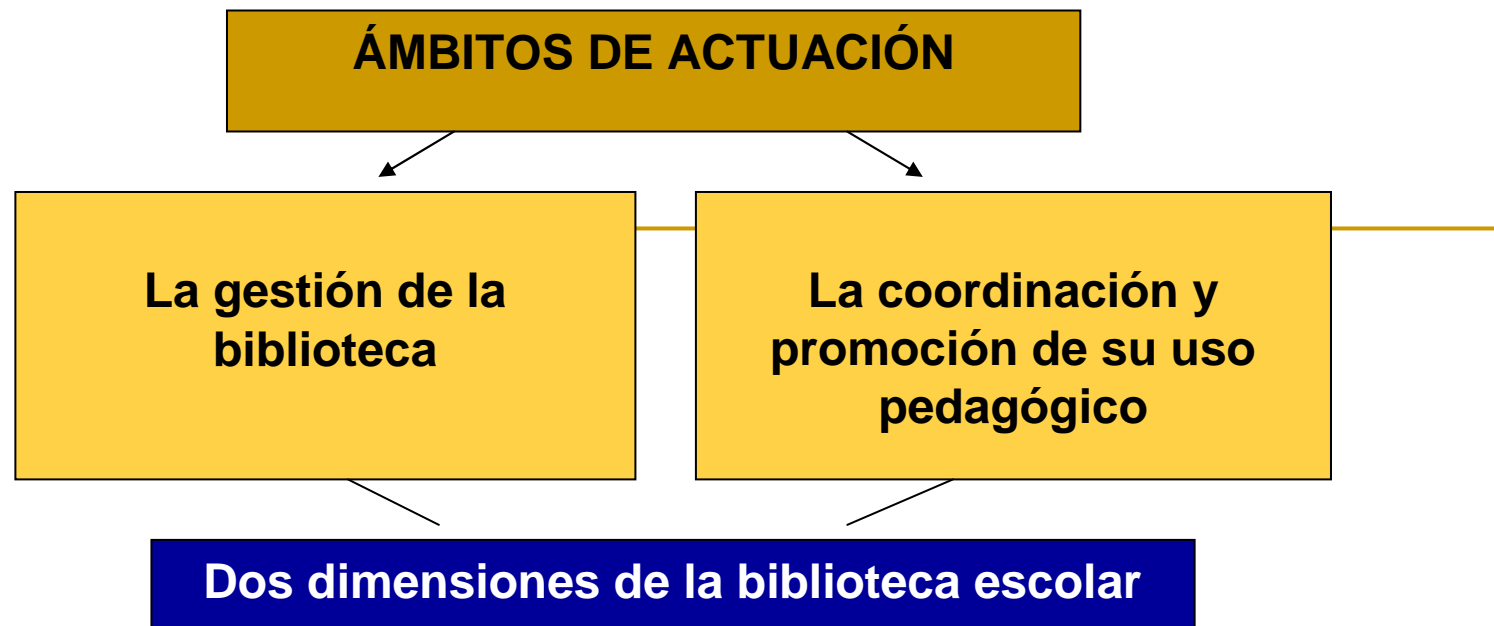 ÁMBITOS DE ACTUACIÓN
La gestión de la
biblioteca
La coordinación y
promoción de su uso
pedagógico
Dos dimensiones de la biblioteca escolar